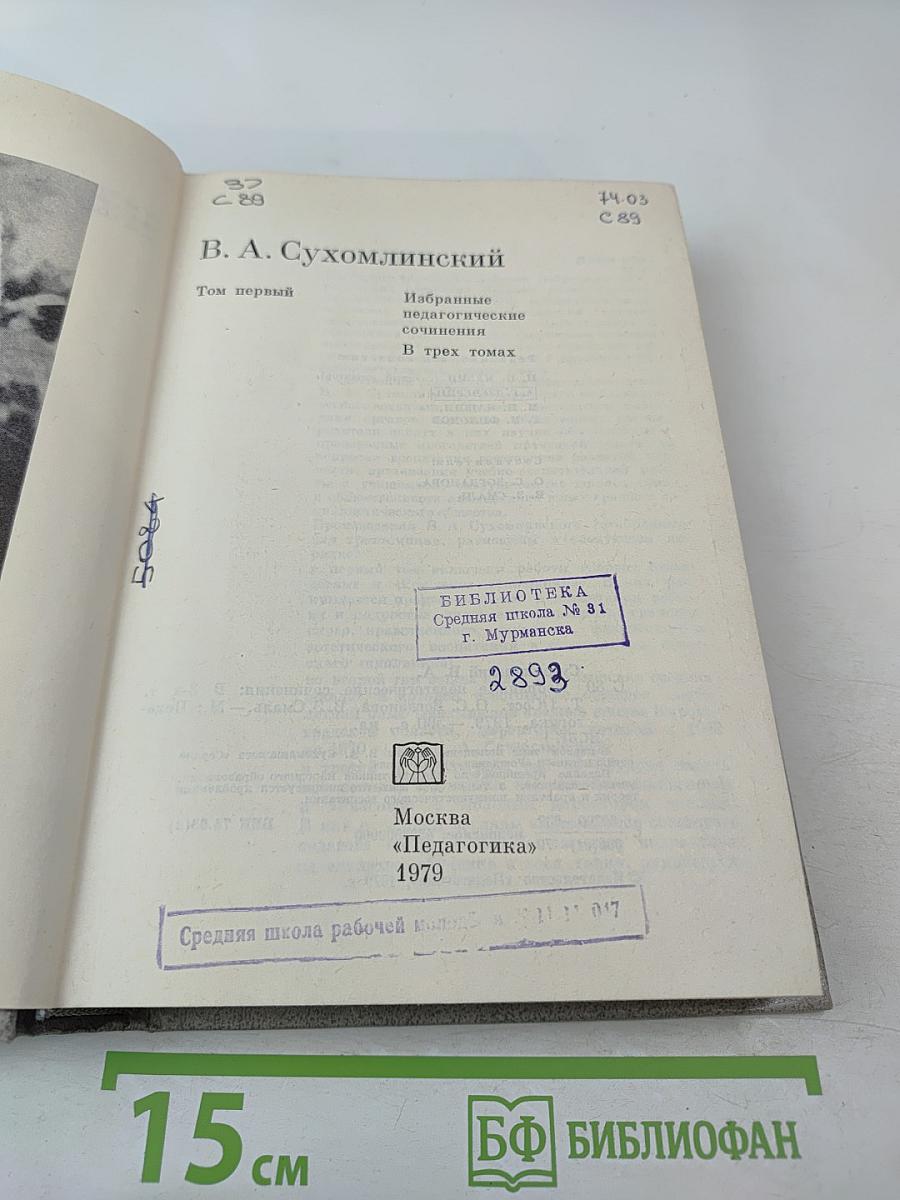 37
С 89
74.03
С 89
В. А. Сухомлинский
Том первый
Избранные
педагогические
сочинения
В трех томах
БИБЛИОТЕКА
Средняя школа № 31
г. Мурманска
2893
Москва
«Педагогика»
1979
Средняя школа рабочей
15 см
БФ БИБЛИОФАН